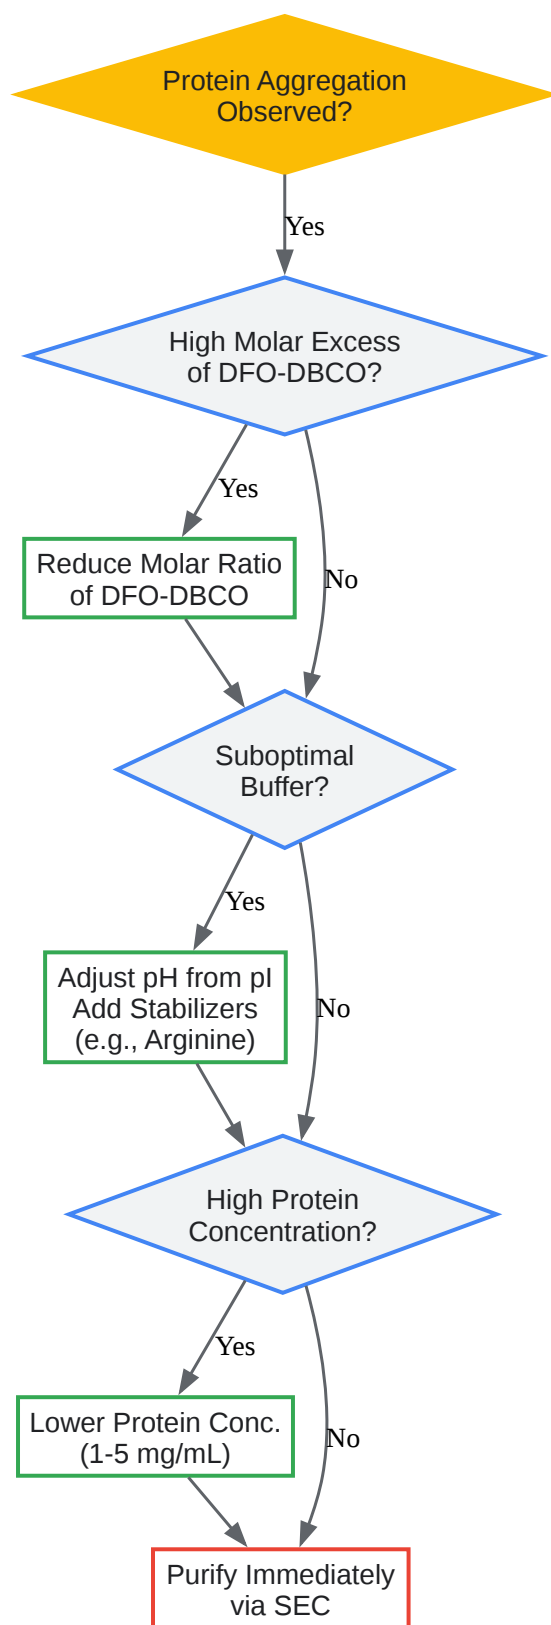 Protein Aggregation
Observed?
Yes
High Molar Excess
of DFO-DBCO?
Yes
Reduce Molar Ratio
of DFO-DBCO
No
Suboptimal
Buffer?
Yes
Adjust pH from pI
Add Stabilizers
(e.g., Arginine)
No
High Protein
Concentration?
Yes
Lower Protein Conc.
(1-5 mg/mL)
No
Purify Immediately
via SEC